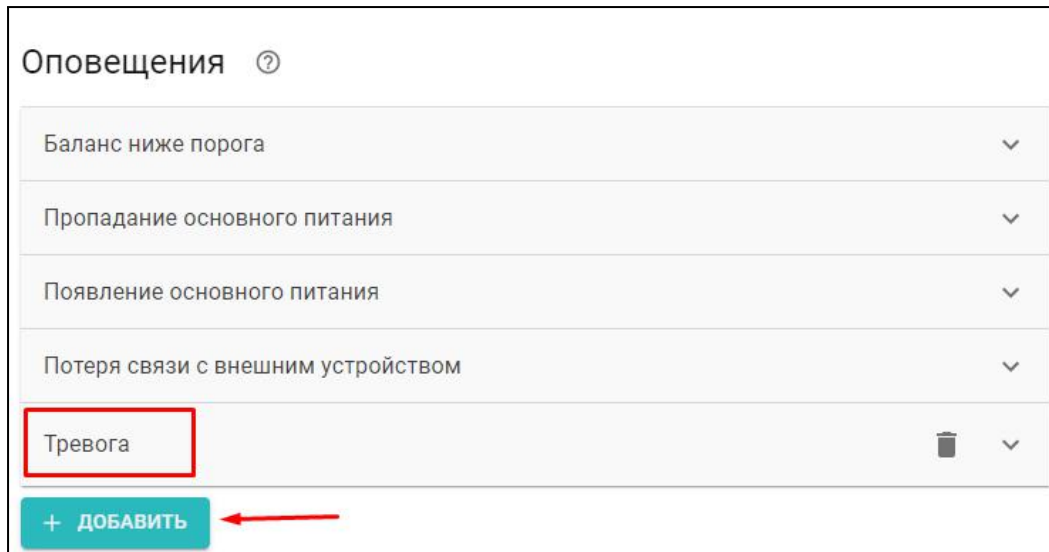 Оповещения ?
Баланс ниже порога
Пропадание основного питания
Появление основного питания
Потеря связи с внешним устройством
Тревога
+ ДОБАВИТЬ